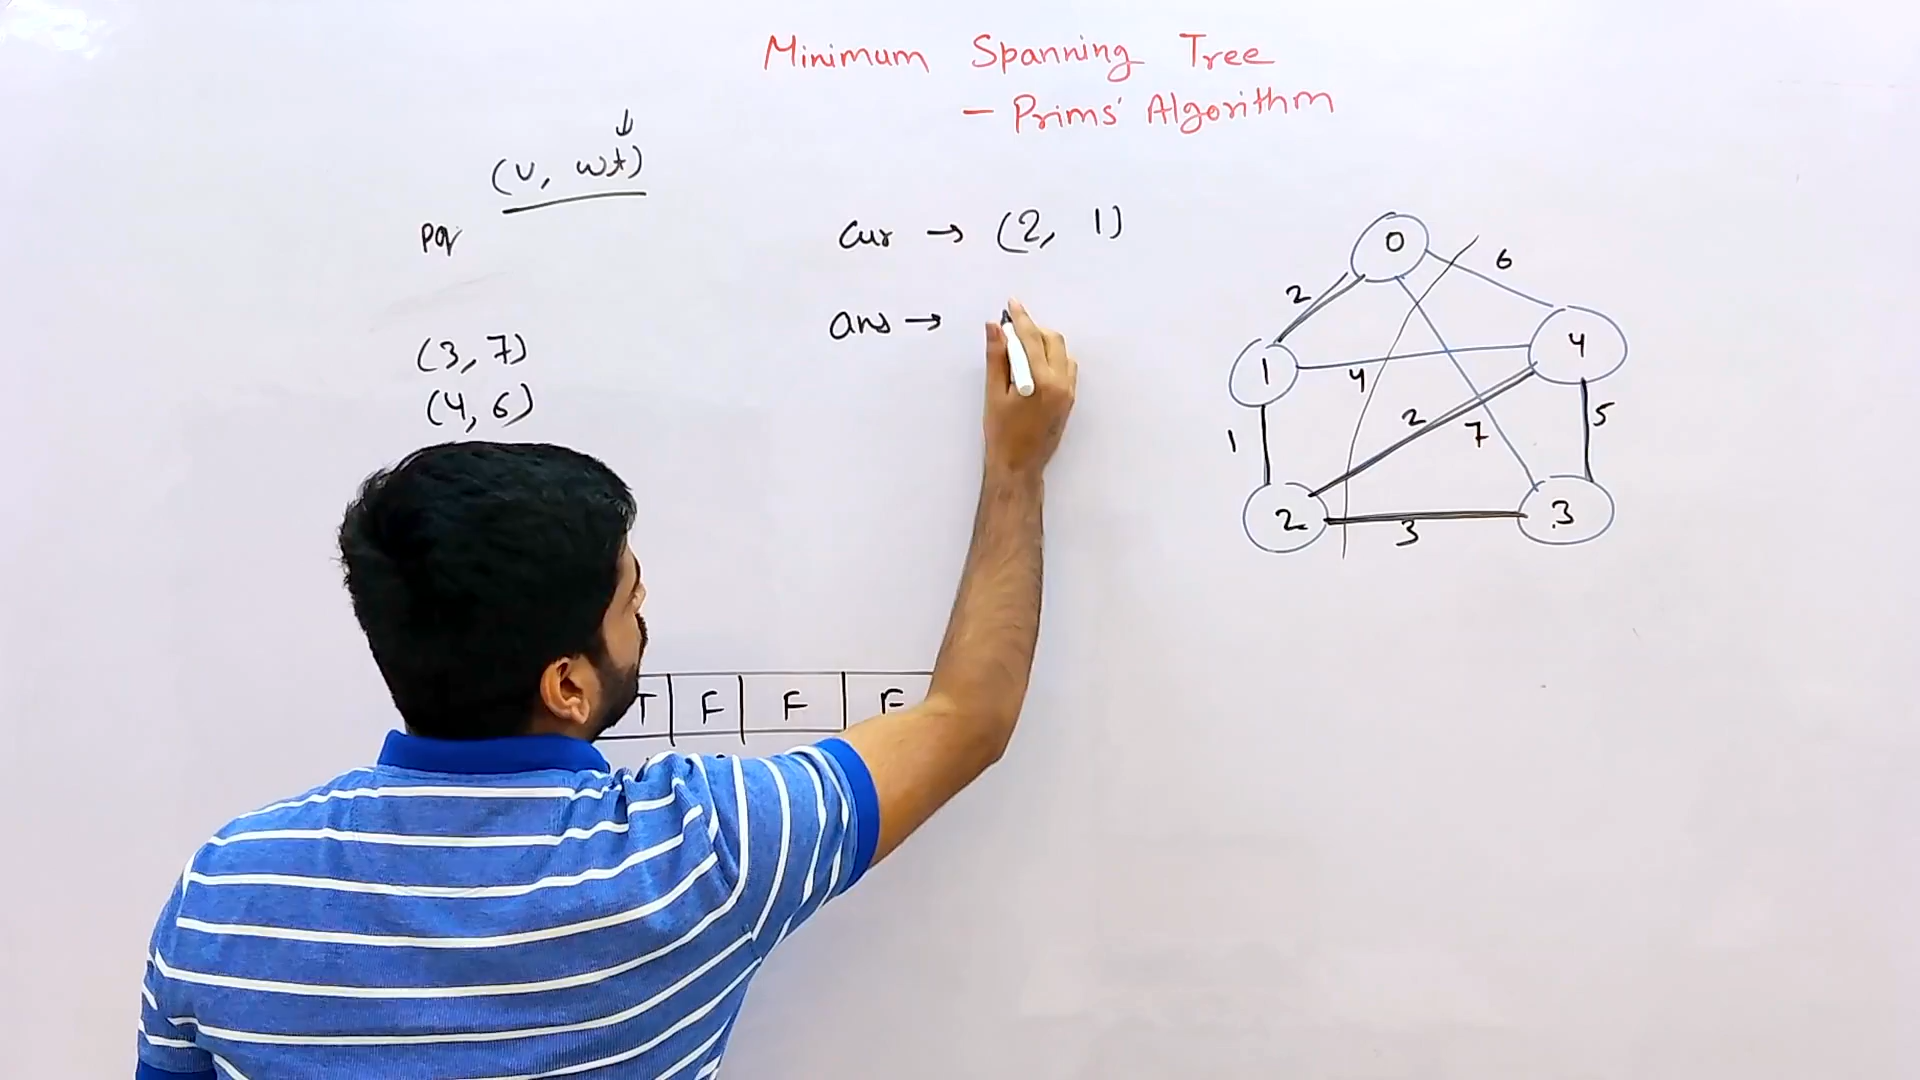 Minimum Spanning Tree
- Prims' Algorithm
(v, wt)
pq
(3, 7)
(4, 6)
cur → (2, 1)
ans →
0
6
2
1
4
4
2
7
5
1
2
3
3
T F F F